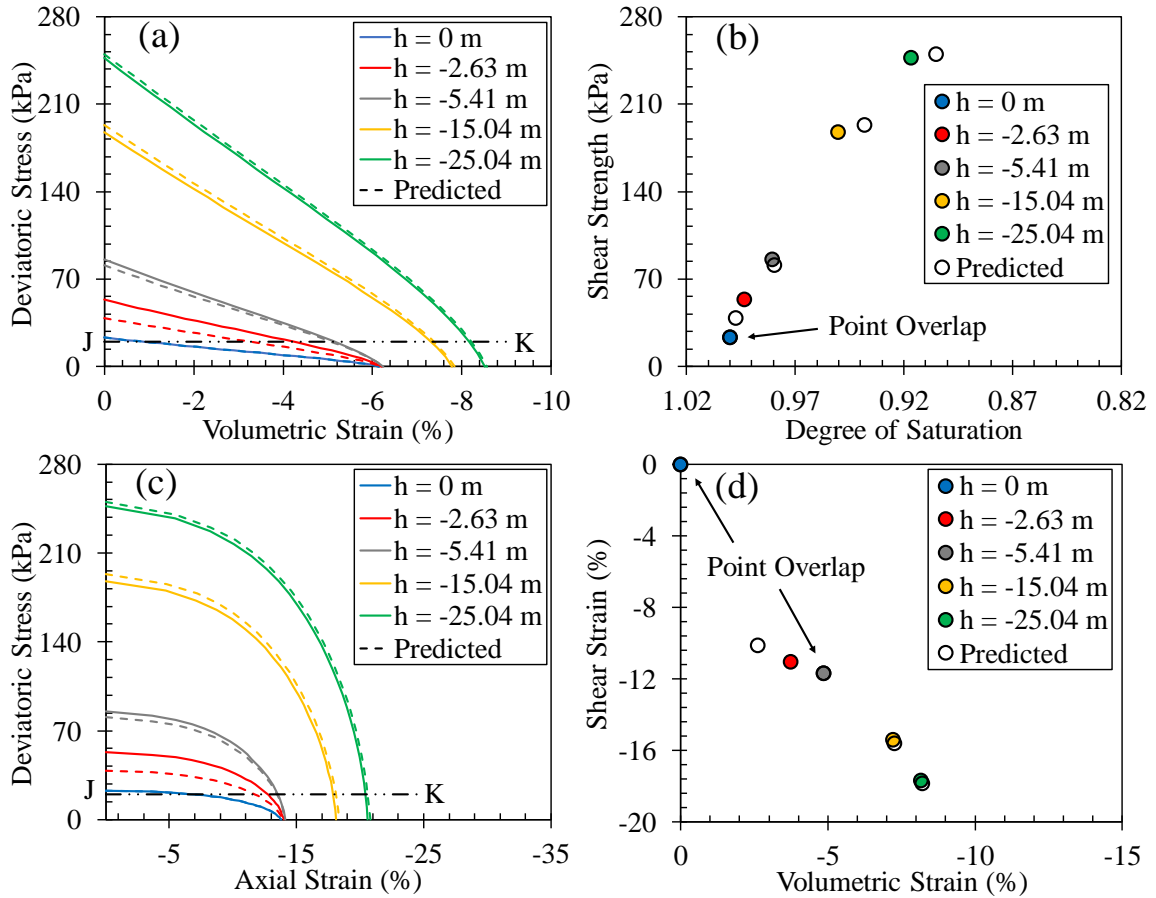 (a)
280
210
140
70
0
Deviatoric Stress (kPa)
h = 0 m
h = -2.63 m
h = -5.41 m
h = -15.04 m
h = -25.04 m
Predicted
J
K
0 -2 -4 -6 -8 -10
Volumetric Strain (%)
(b)
280
210
140
70
0
Shear Strength (kPa)
h = 0 m
h = -2.63 m
h = -5.41 m
h = -15.04 m
h = -25.04 m
Predicted
Point Overlap
1.02 0.97 0.92 0.87 0.82
Degree of Saturation
(c)
280
210
140
70
0
Deviatoric Stress (kPa)
h = 0 m
h = -2.63 m
h = -5.41 m
h = -15.04 m
h = -25.04 m
Predicted
J
K
-5 -15 -25 -35
Axial Strain (%)
(d)
0
-4
-8
-12
-16
-20
Shear Strain (%)
h = 0 m
h = -2.63 m
h = -5.41 m
h = -15.04 m
h = -25.04 m
Predicted
Point Overlap
0 -5 -10 -15
Volumetric Strain (%)